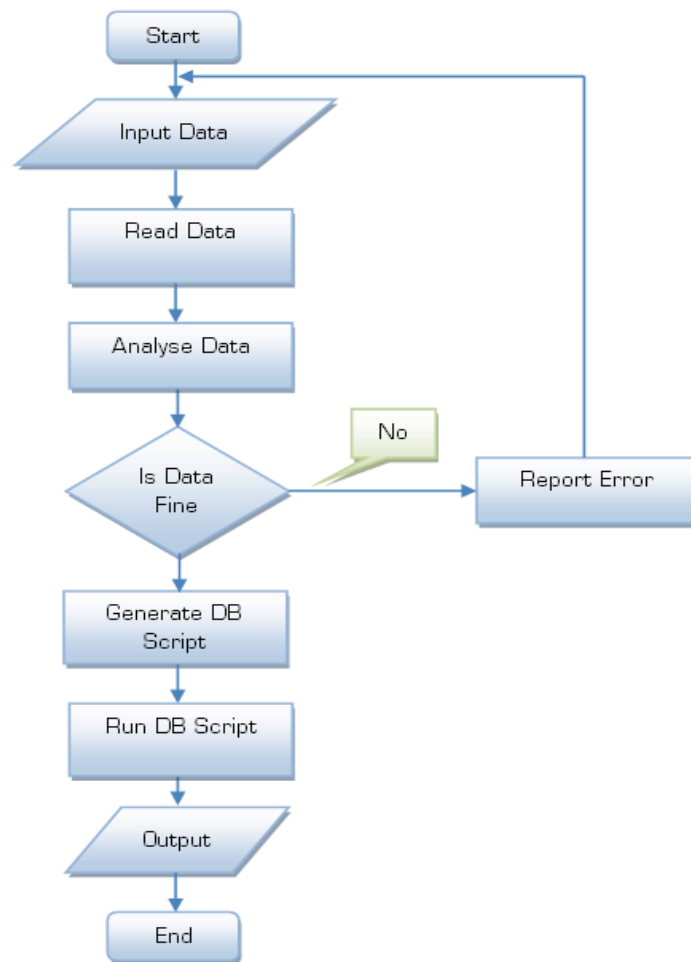 Start
Input Data
Read Data
Analyse Data
No
Is Data
Fine
Report Error
Generate DB
Script
Run DB Script
Output
End